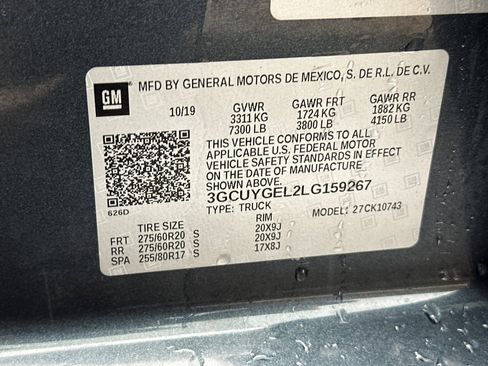 GM
MFD BY GENERAL MOTORS DE MEXICO, S. DE R.L. DE C.V.
10/19 GVWR GAWR FRT GAWR RR
3311 KG 1724 KG 1882 KG
7300 LB 3800 LB 4150 LB
THIS VEHICLE CONFORMS TO ALL
APPLICABLE U.S. FEDERAL MOTOR
VEHICLE SAFETY STANDARDS IN EFFECT
ON THE DATE OF MANUFACTURE
SHOWN ABOVE.
3GCUYGEL2LG159267
626D TYPE: TRUCK MODEL: 27CK10743
TIRE SIZE RIM
FRT 275/60R20 S 20X9J
RR 275/60R20 S 20X9J
SPA 255/80R17 S 17X8J